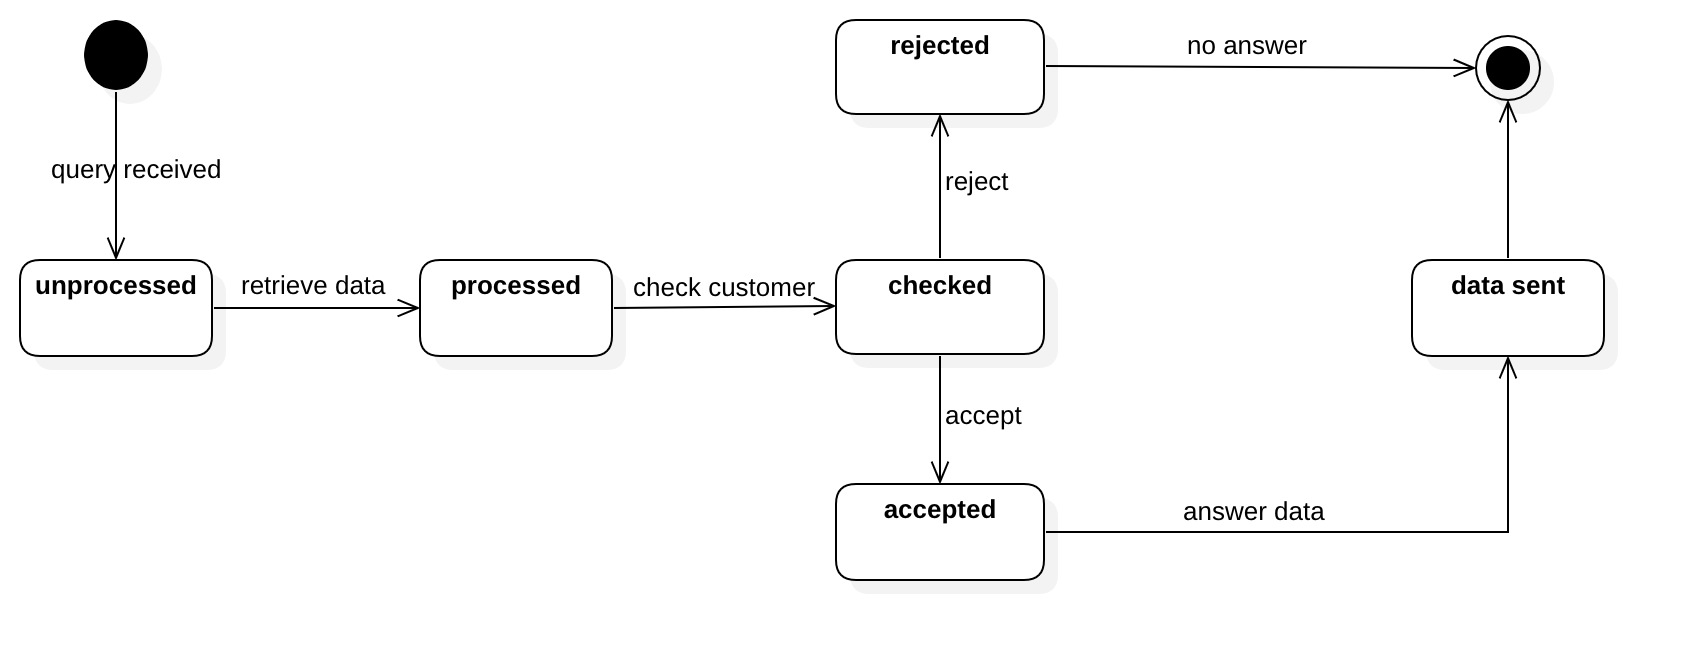 rejected
no answer
query received
reject
unprocessed
retrieve data
processed
check customer
checked
data sent
accept
accepted
answer data